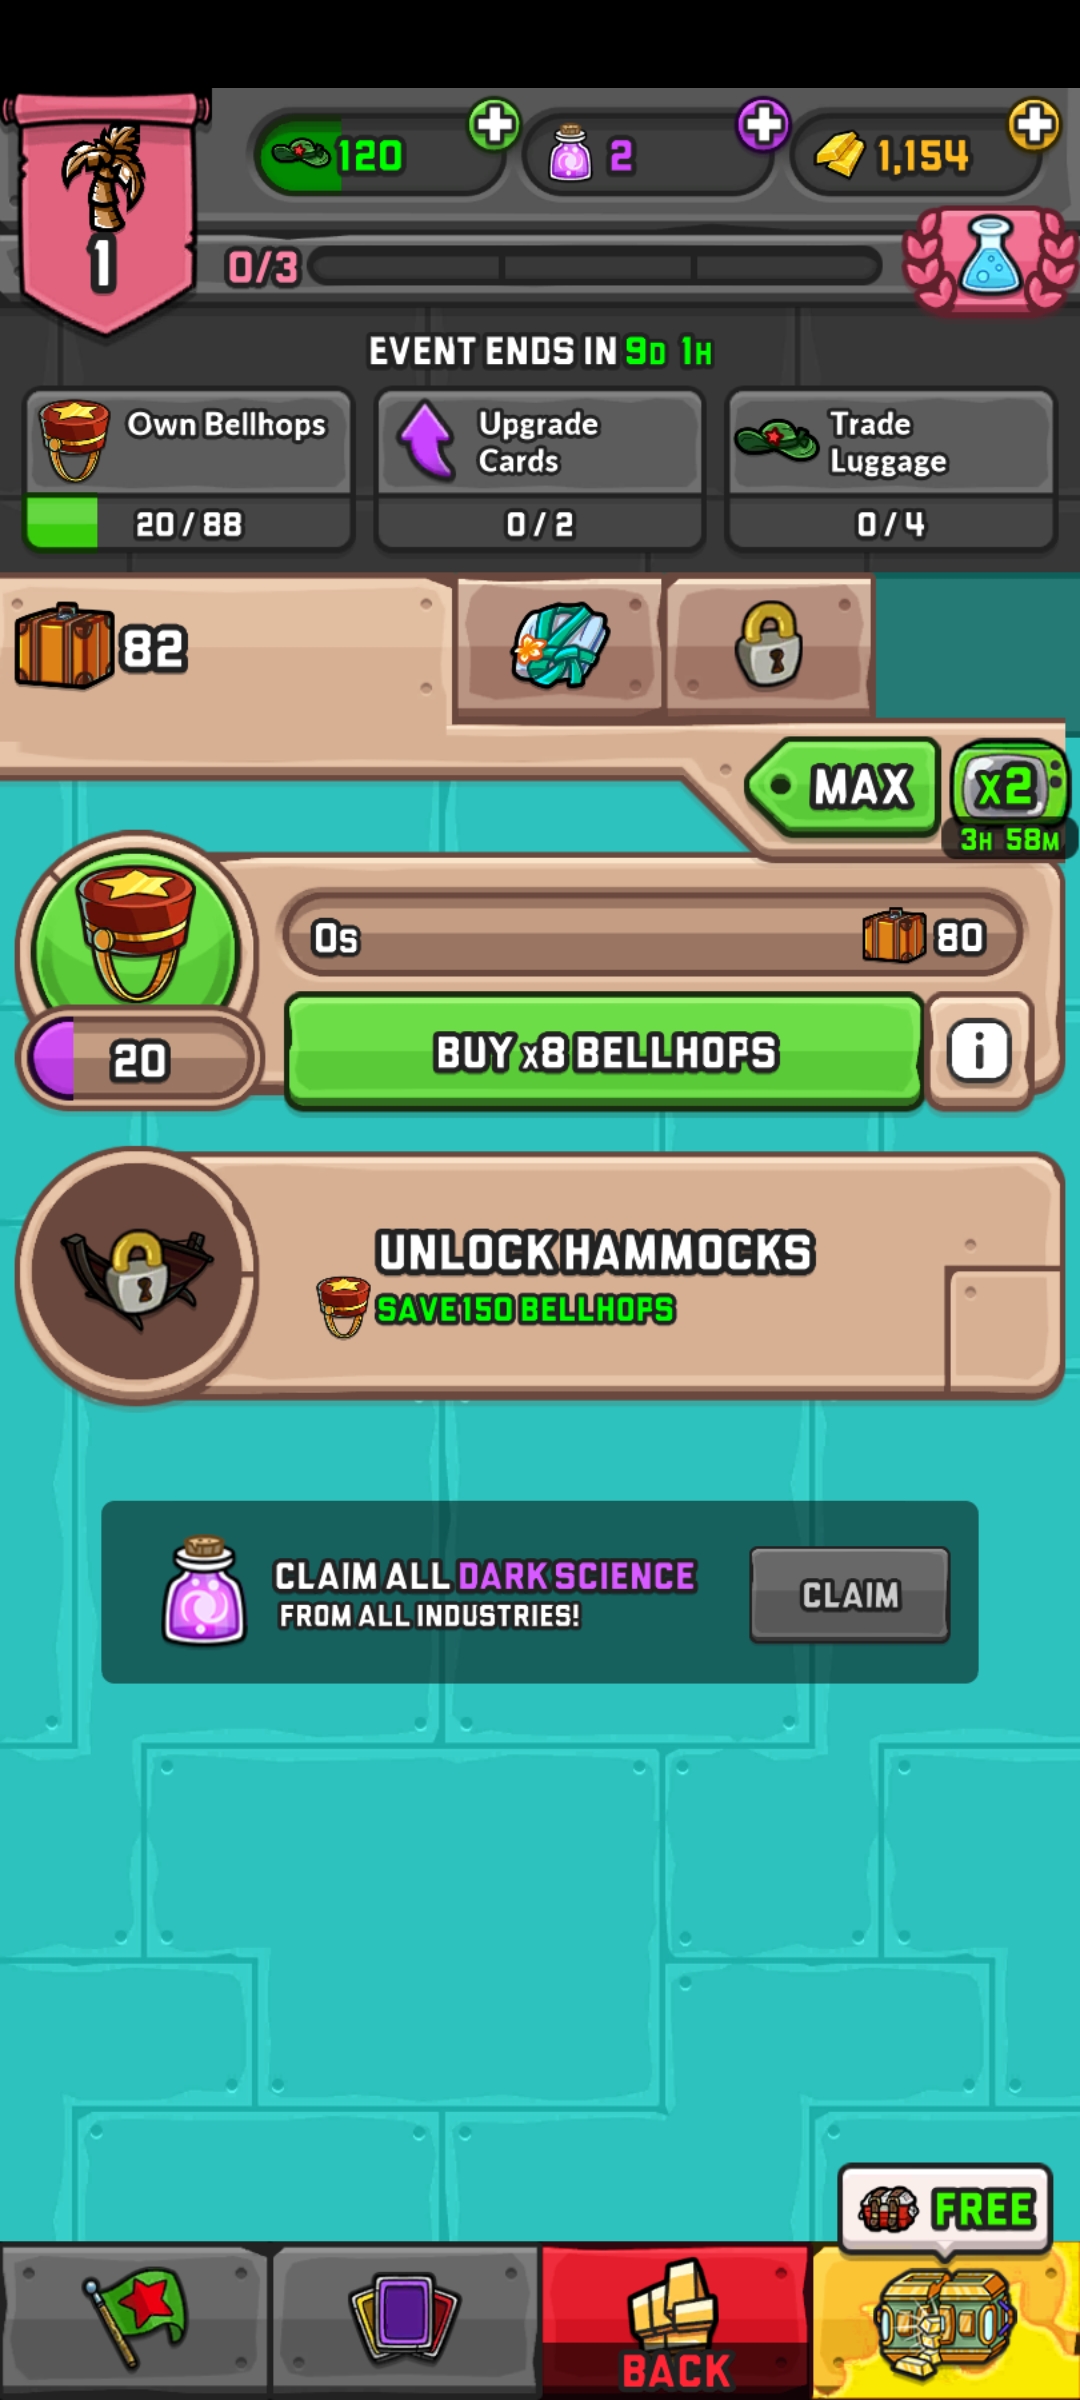 120
2
1,154
1
0/3
EVENT ENDS IN 9D 1H
Own Bellhops
20/88
Upgrade
Cards
0/2
Trade
Luggage
0/4
82
MAX
x2
3H 58M
0s
80
20
BUY x8 BELLHOPS
i
UNLOCK HAMMOCKS
SAVE 150 BELLHOPS
CLAIM ALL DARK SCIENCE
FROM ALL INDUSTRIES!
CLAIM
FREE
BACK